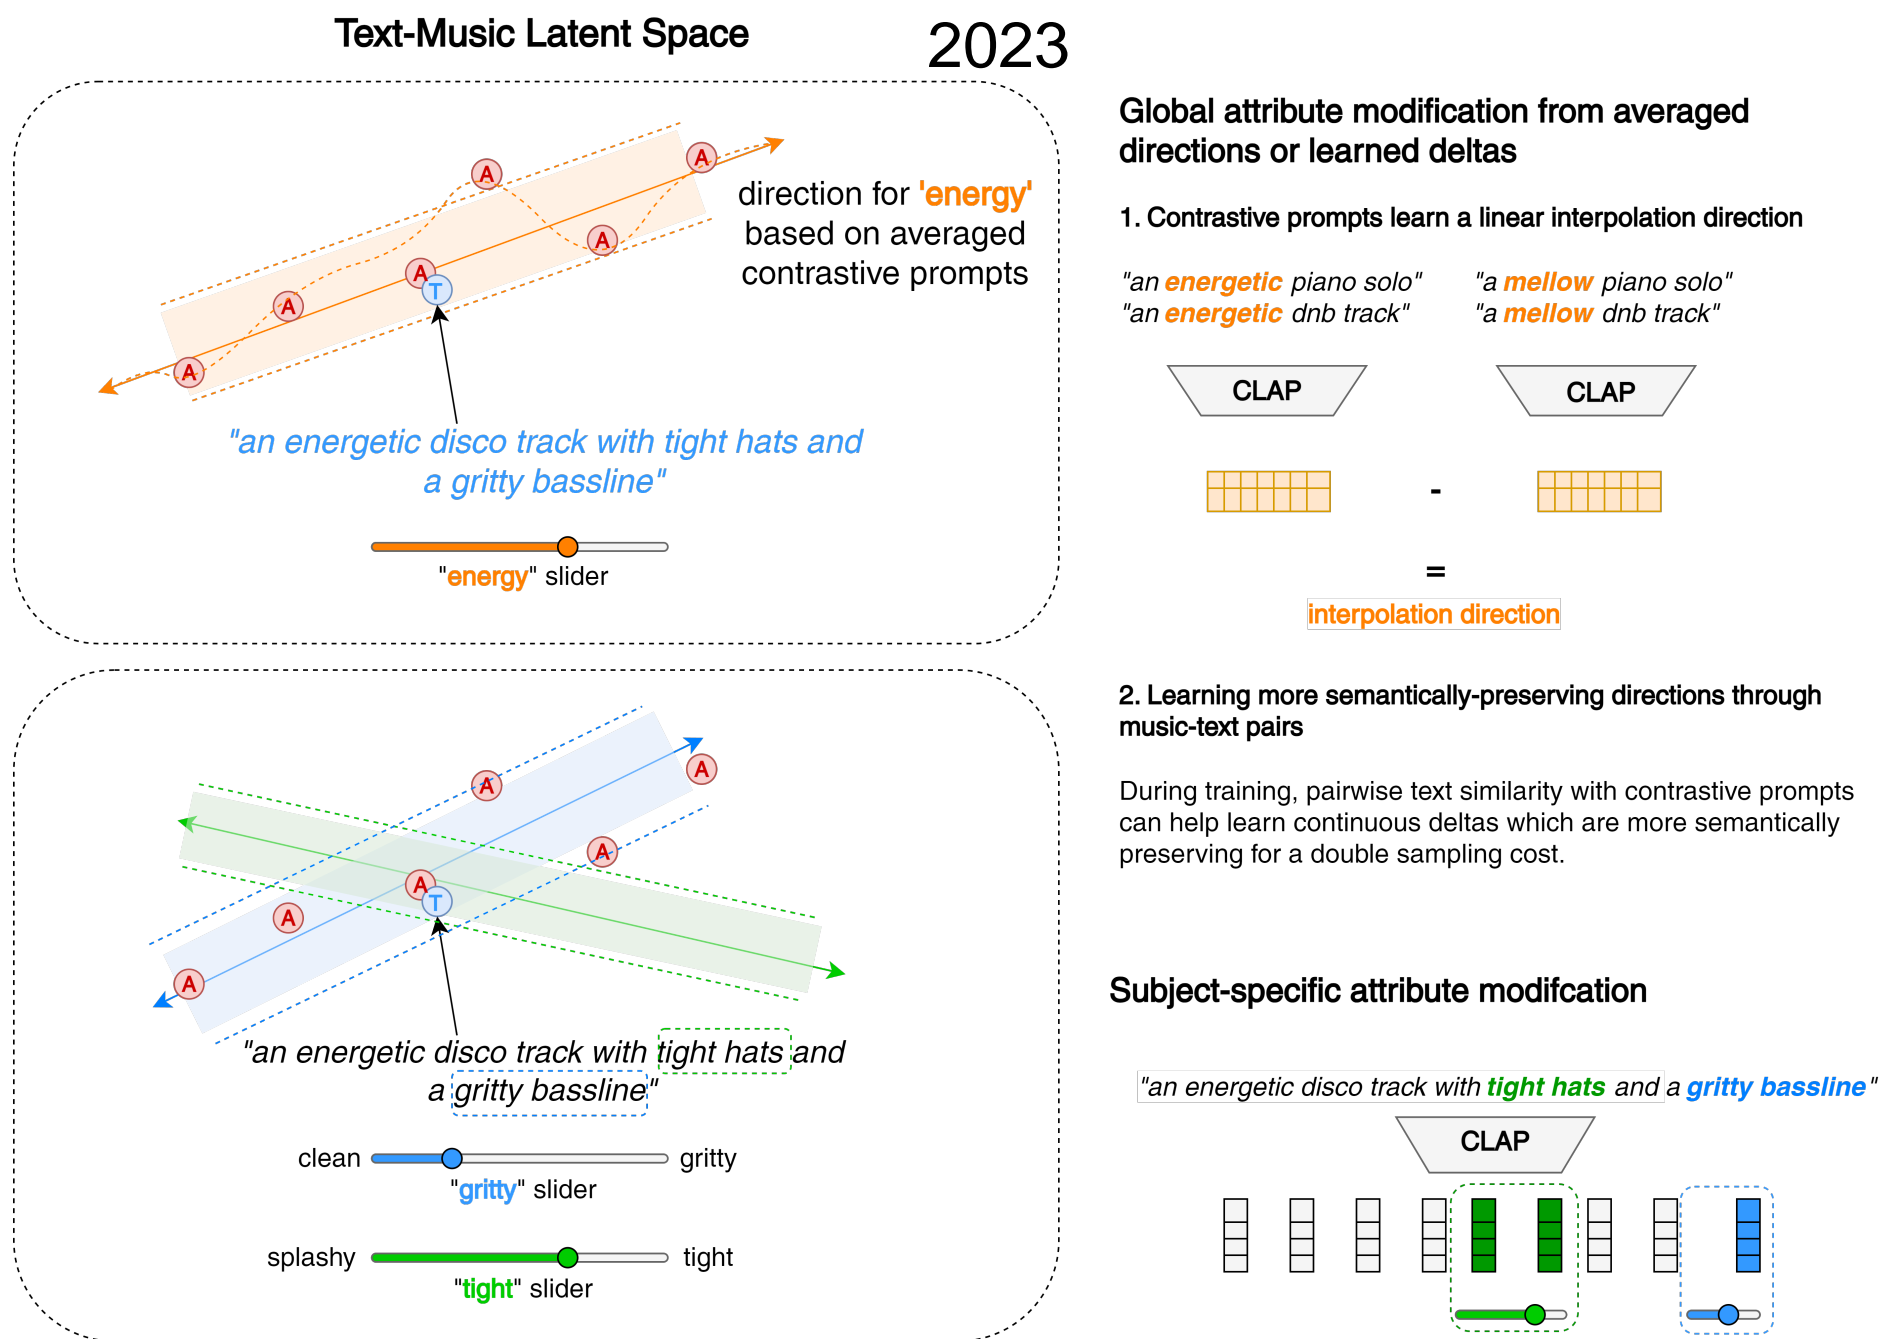 Text-Music Latent Space
2023
A
A
A
A
A
A
T
direction for 'energy'
based on averaged
contrastive prompts
"an energetic disco track with tight hats and
a gritty bassline"
"energy" slider
A
A
A
A
A
A
T
"an energetic disco track with tight hats and
a gritty bassline"
clean
gritty
"gritty" slider
splashy
tight
"tight" slider
Global attribute modification from averaged
directions or learned deltas
1. Contrastive prompts learn a linear interpolation direction
"an energetic piano solo"
"an energetic dnb track"
"a mellow piano solo"
"a mellow dnb track"
CLAP
CLAP
-
=
interpolation direction
2. Learning more semantically-preserving directions through
music-text pairs
During training, pairwise text similarity with contrastive prompts
can help learn continuous deltas which are more semantically
preserving for a double sampling cost.
Subject-specific attribute modifcation
"an energetic disco track with tight hats and a gritty bassline"
CLAP